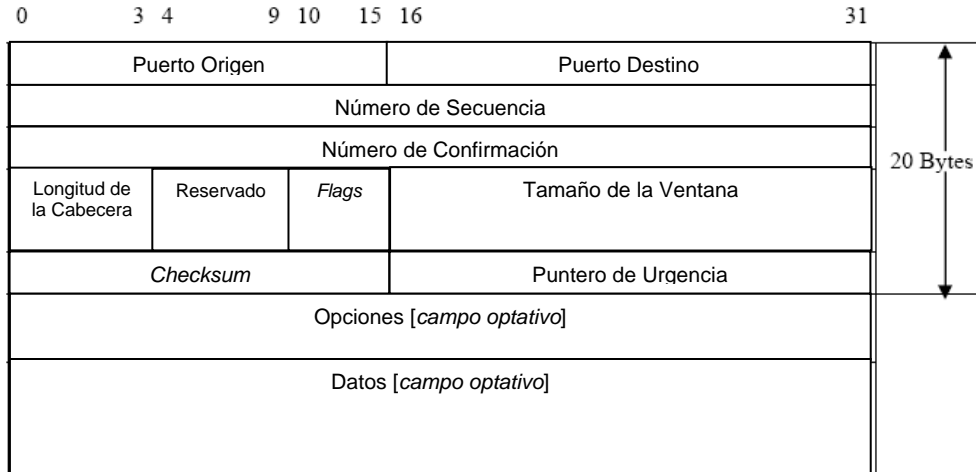 0 3 4 9 10 15 16 31
Puerto Origen Puerto Destino
Número de Secuencia
Número de Confirmación
20 Bytes
Longitud de
la Cabecera
Reservado
Flags
Tamaño de la Ventana
Checksum Puntero de Urgencia
Opciones [campo optativo]
Datos [campo optativo]